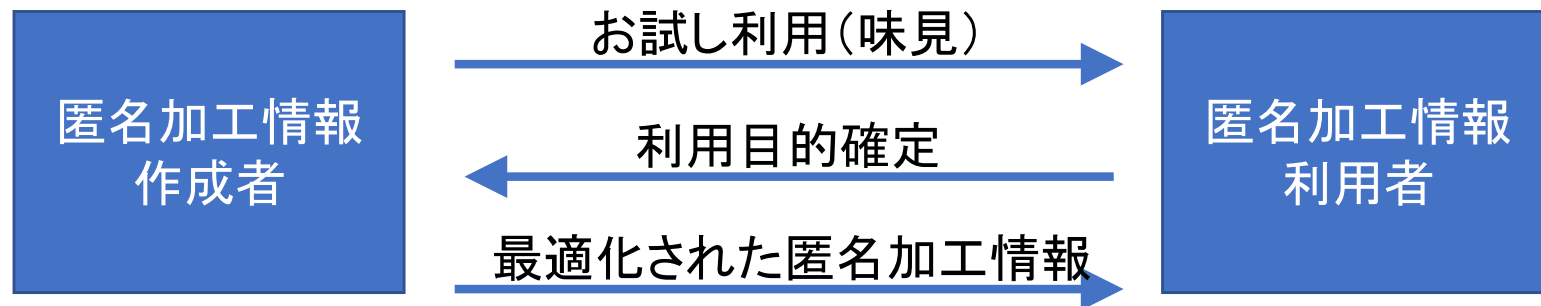 匿名加工情報
作成者
お試し利用（味見）
利用目的確定
最適化された匿名加工情報
匿名加工情報
利用者